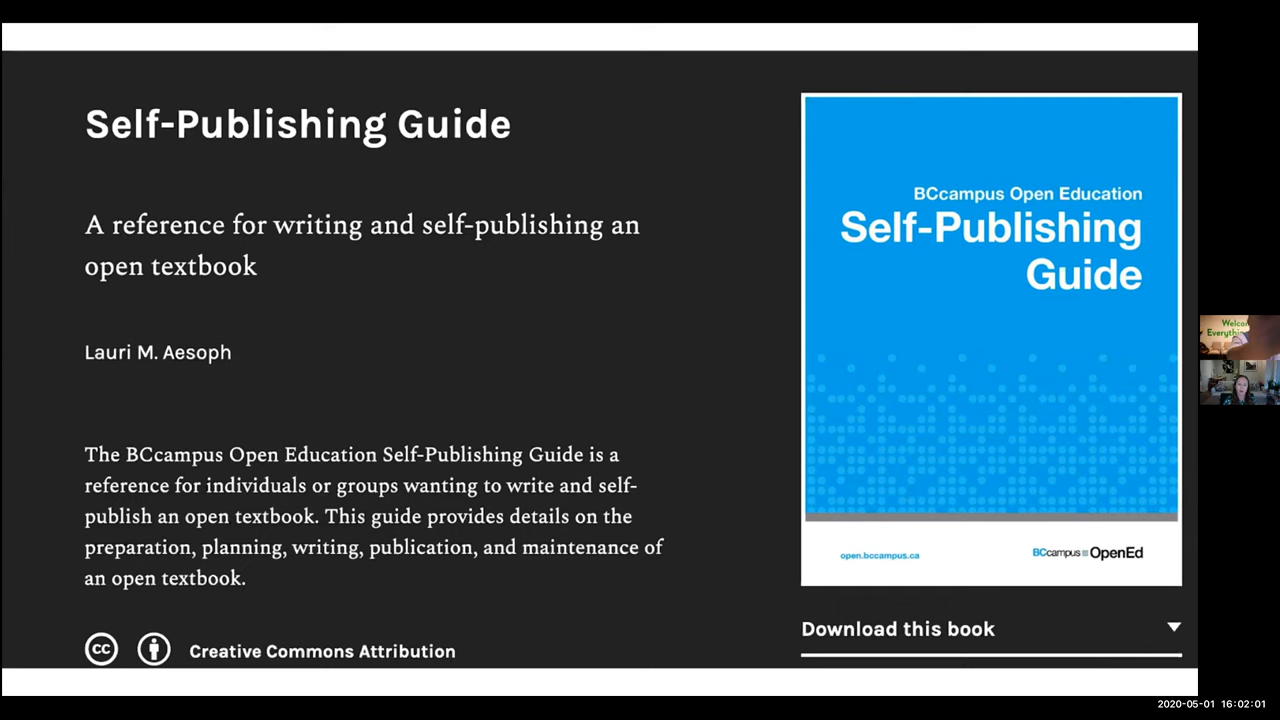 Self-Publishing Guide
A reference for writing and self-publishing an
open textbook
Lauri M. Aesoph
The BCcampus Open Education Self-Publishing Guide is a
reference for individuals or groups wanting to write and self-
publish an open textbook. This guide provides details on the
preparation, planning, writing, publication, and maintenance of
an open textbook.
cc
Creative Commons Attribution
BCcampus Open Education
Self-Publishing
Guide
open.bccampus.ca
BCcampus OpenEd
Download this book
2020-05-01 16:02:01